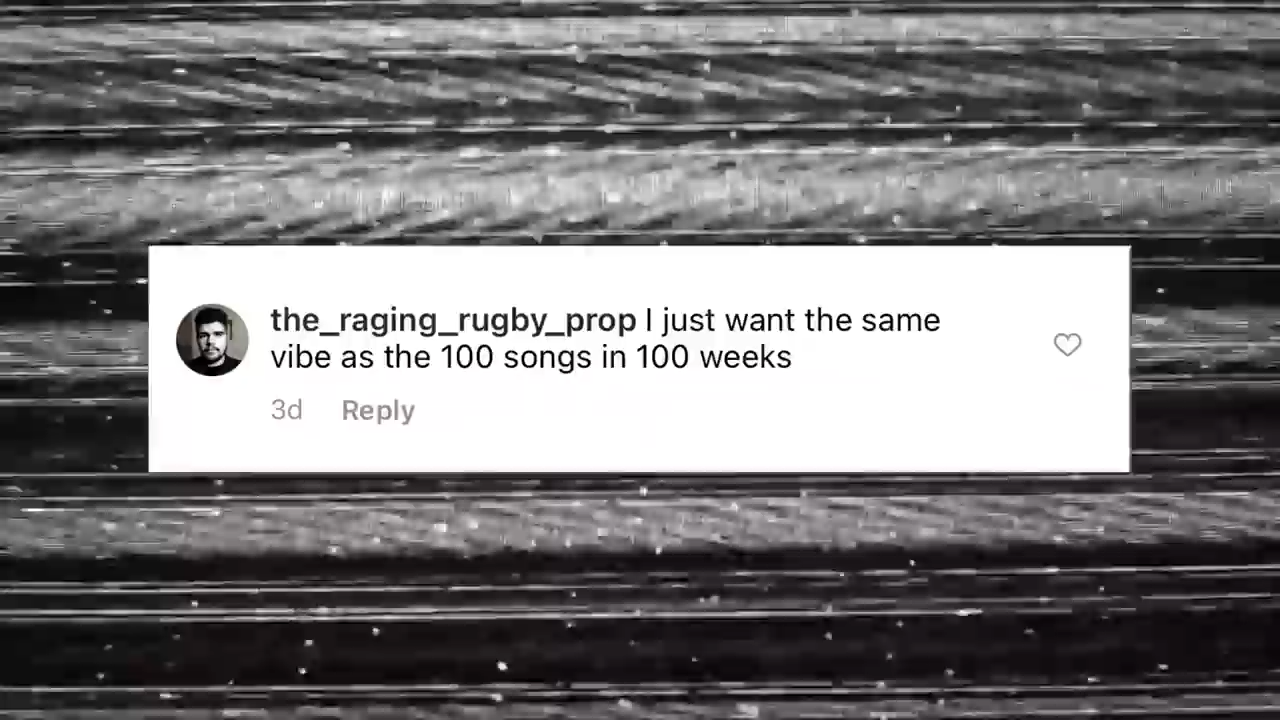 the_raging_rugby_prop I just want the same
vibe as the 100 songs in 100 weeks
3d Reply